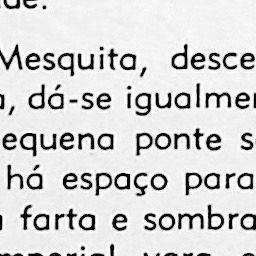 Mesquita, desce
, dá-se igualmen
equena ponte s
há espaço para
farta e sombra